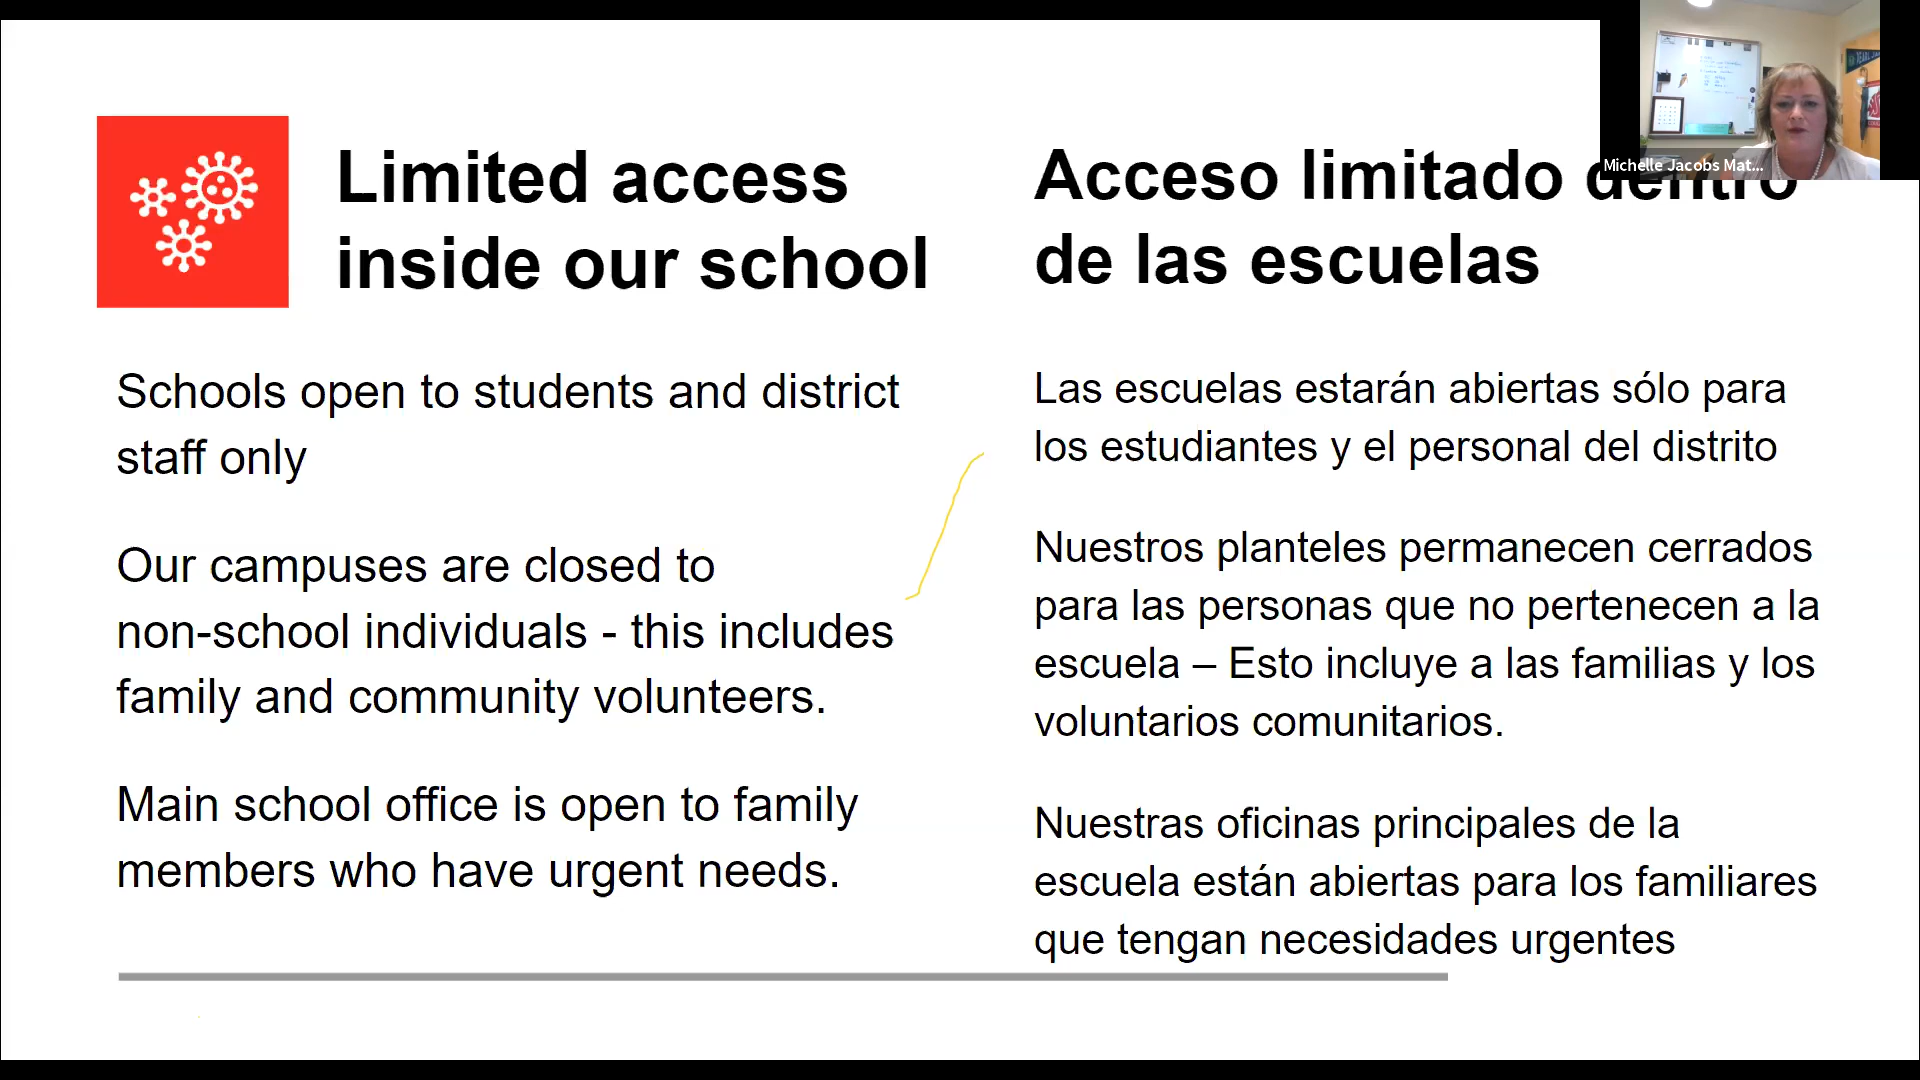 Limited access
inside our school
Schools open to students and district
staff only
Our campuses are closed to
non-school individuals - this includes
family and community volunteers.
Main school office is open to family
members who have urgent needs.
Acceso limitado dentro
de las escuelas
Las escuelas estarán abiertas sólo para
los estudiantes y el personal del distrito
Nuestros planteles permanecen cerrados
para las personas que no pertenecen a la
escuela – Esto incluye a las familias y los
voluntarios comunitarios.
Nuestras oficinas principales de la
escuela están abiertas para los familiares
que tengan necesidades urgentes
Michelle Jacobs Mat...